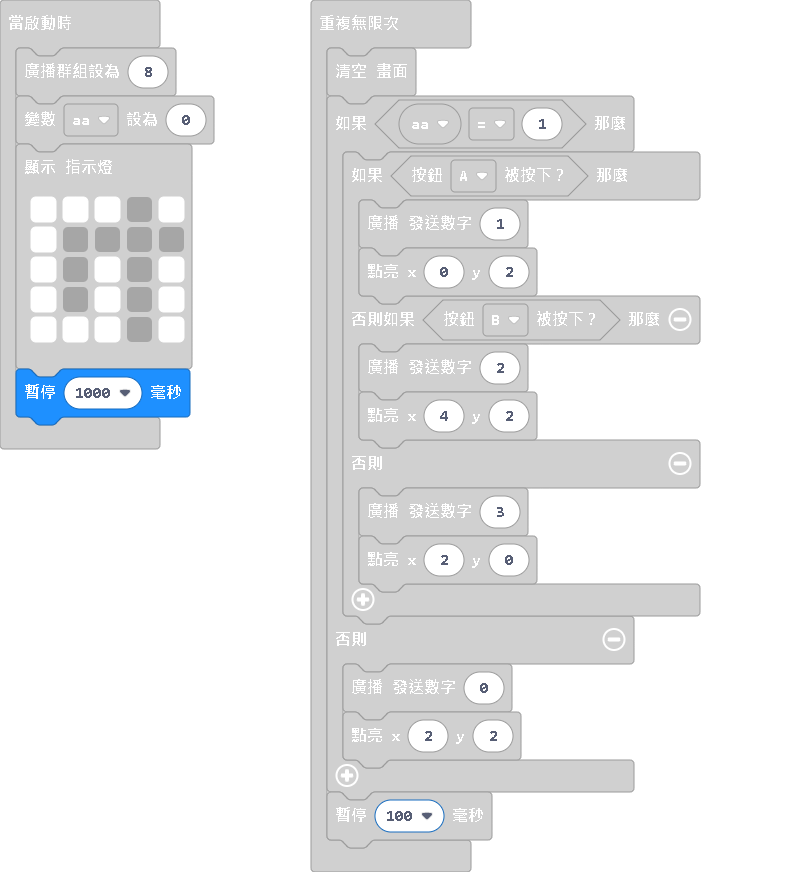 當啟動時
廣播群組設為 8
變數 aa 設為 0
顯示 指示燈
暫停 1000 毫秒
重複無限次
清空 畫面
如果 aa = 1 那麼
如果 按鈕 A 被按下？ 那麼
廣播 發送數字 1
點亮 x 0 y 2
否則如果 按鈕 B 被按下？ 那麼
廣播 發送數字 2
點亮 x 4 y 2
否則
廣播 發送數字 3
點亮 x 2 y 0
否則
廣播 發送數字 0
點亮 x 2 y 2
暫停 100 毫秒